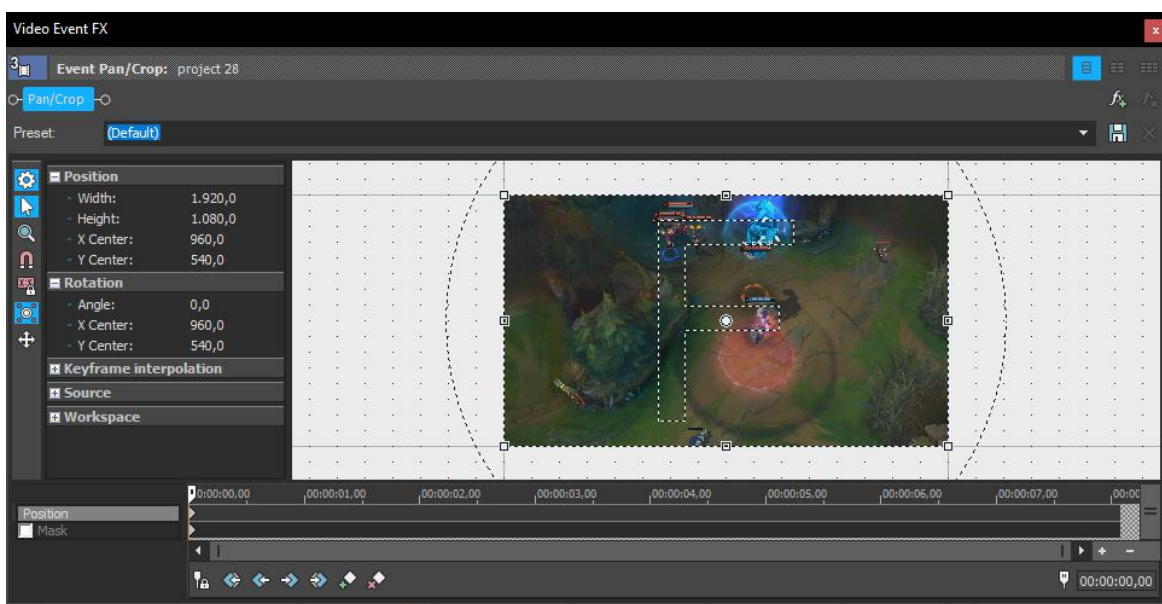 Video Event FX
x
3
Event Pan/Crop: project 28
Pan/Crop
Preset: (Default)
Position
Width: 1.920,0
Height: 1.080,0
X Center: 960,0
Y Center: 540,0
Rotation
Angle: 0,0
X Center: 960,0
Y Center: 540,0
Keyframe interpolation
Source
Workspace
F
0:00:00,00 00:00:01,00 00:00:02,00 00:00:03,00 00:00:04,00 00:00:05,00 00:00:06,00 00:00:07,00 00:00
Position
Mask
00:00:00,00